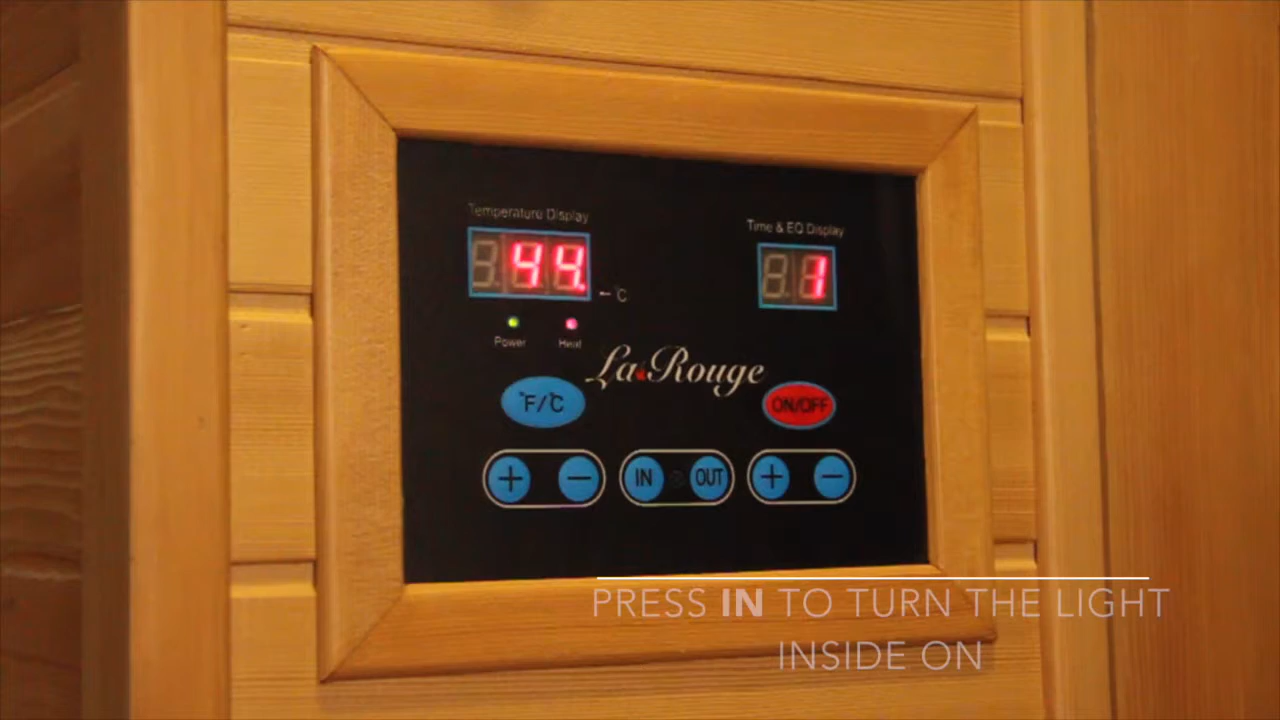 Temperature Display
Time & EQ Display
44.
1
←°C
Power
Heat
La Rouge
°F/°C
ON/OFF
+ −
IN OUT
+ −
PRESS IN TO TURN THE LIGHT
INSIDE ON